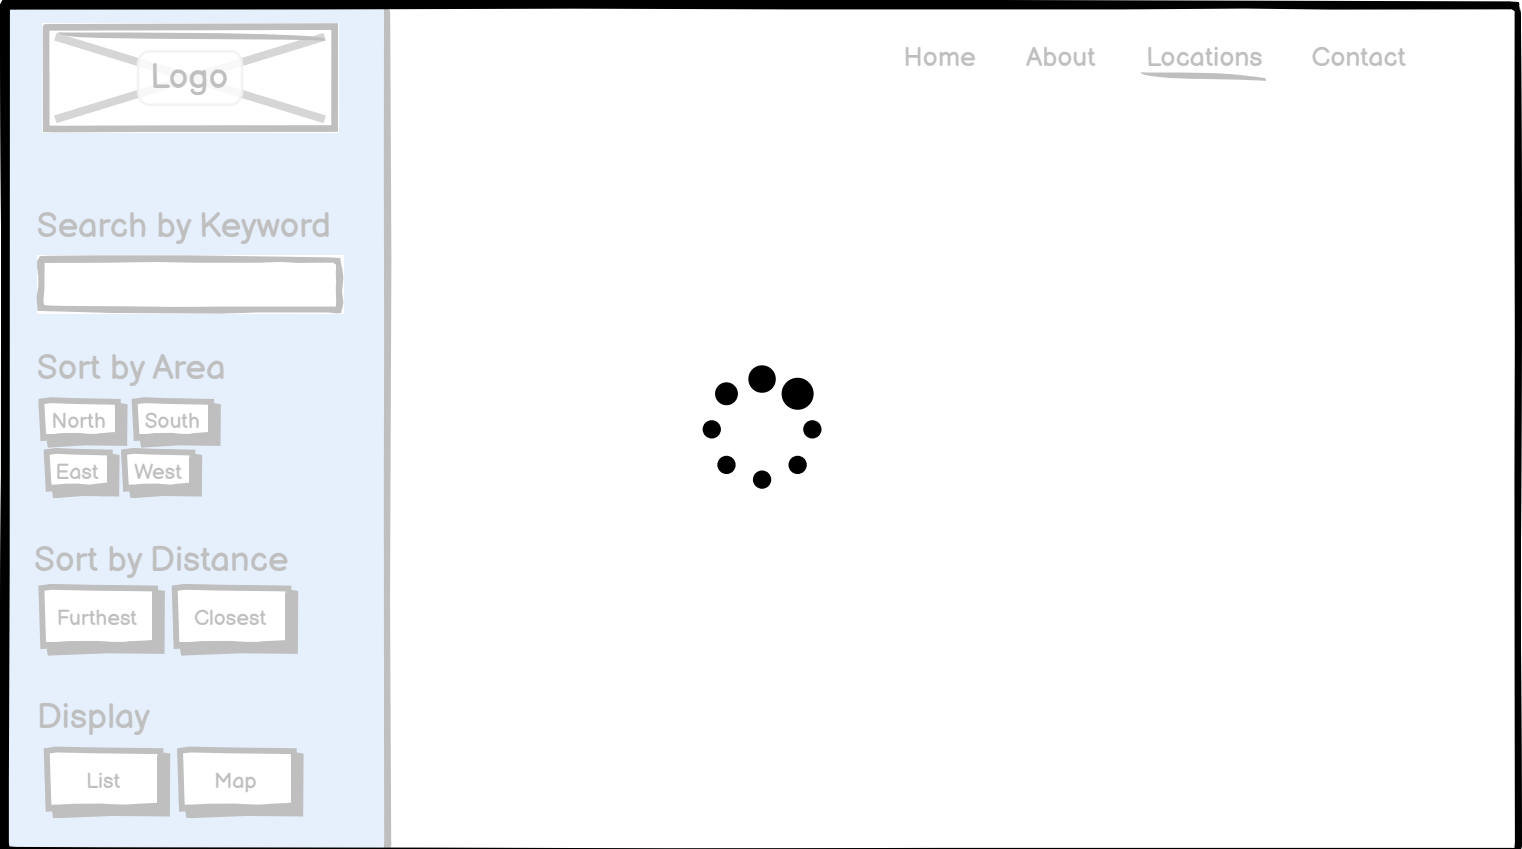 Logo
Home About Locations Contact
Search by Keyword
Sort by Area
North South
East West
Sort by Distance
Furthest Closest
Display
List Map